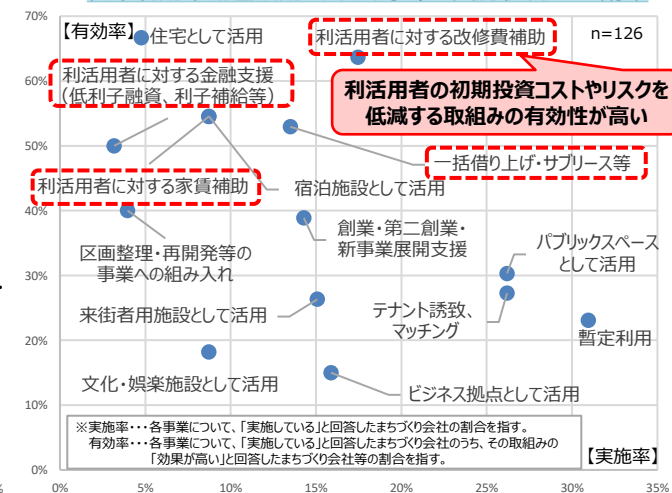 70%
【有効率】
住宅として活用
利活用者に対する改修費補助
n=126
60%
利活用者に対する金融支援
（低利子融資、利子補給等）
利活用者の初期投資コストやリスクを
低減する取組みの有効性が高い
50%
一括借り上げ・サブリース等
利活用者に対する家賃補助
宿泊施設として活用
40%
創業・第二創業・
新事業展開支援
パブリックスペース
として活用
区画整理・再開発等の
事業への組み入れ
30%
来街者用施設として活用
テナント誘致、
マッチング
暫定利用
20%
文化・娯楽施設として活用
ビジネス拠点として活用
10%
※実施率・・・各事業について、「実施している」と回答したまちづくり会社の割合を指す。
有効率・・・各事業について、「実施している」と回答したまちづくり会社のうち、その取組みの
「効果が高い」と回答したまちづくり会社等の割合を指す。
【実施率】
0%
0%
5%
10%
15%
20%
25%
30%
35%